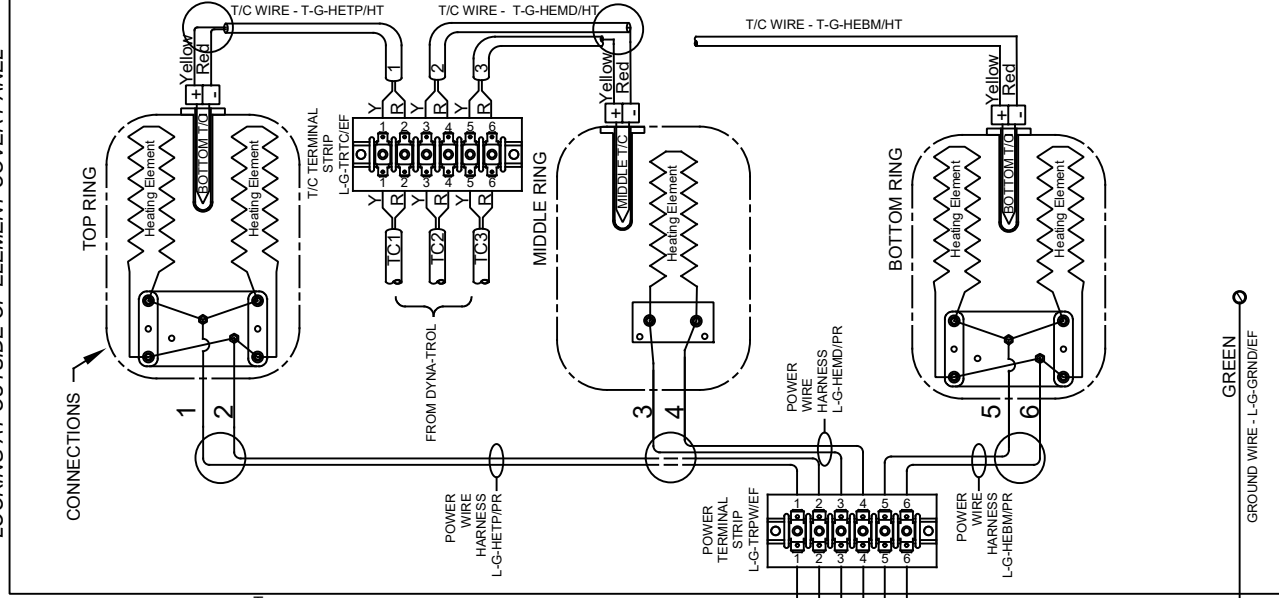 LOOKING AT OUTSIDE OF ELEMENT COVER PANEL
T/C WIRE - T-G-HETP/HT
T/C WIRE - T-G-HEMD/HT
T/C WIRE - T-G-HEBM/HT
Yellow
Red
+ -
1
2
3
Yellow
Red
+ -
Yellow
Red
+ -
Y R Y R Y R
1 2 3 4 5 6
T/C TERMINAL
STRIP
L-G-TRTC/EF
1 2 3 4 5 6
Y R Y R Y R
TC1
TC2
TC3
FROM DYNA-TROL
TOP RING
Heating Element
BOTTOM T/C
Heating Element
MIDDLE RING
MIDDLE T/C
Heating Element
BOTTOM RING
Heating Element
BOTTOM T/C
Heating Element
CONNECTIONS
1
2
3
4
5
6
POWER
WIRE
HARNESS
L-G-HETP/PR
POWER
WIRE
HARNESS
L-G-HEMD/PR
POWER
TERMINAL
STRIP
L-G-TRPW/EF
1 2 3 4 5 6
1 2 3 4 5 6
POWER
WIRE
HARNESS
L-G-HEBM/PR
GREEN
GROUND WIRE - L-G-GRND/EF